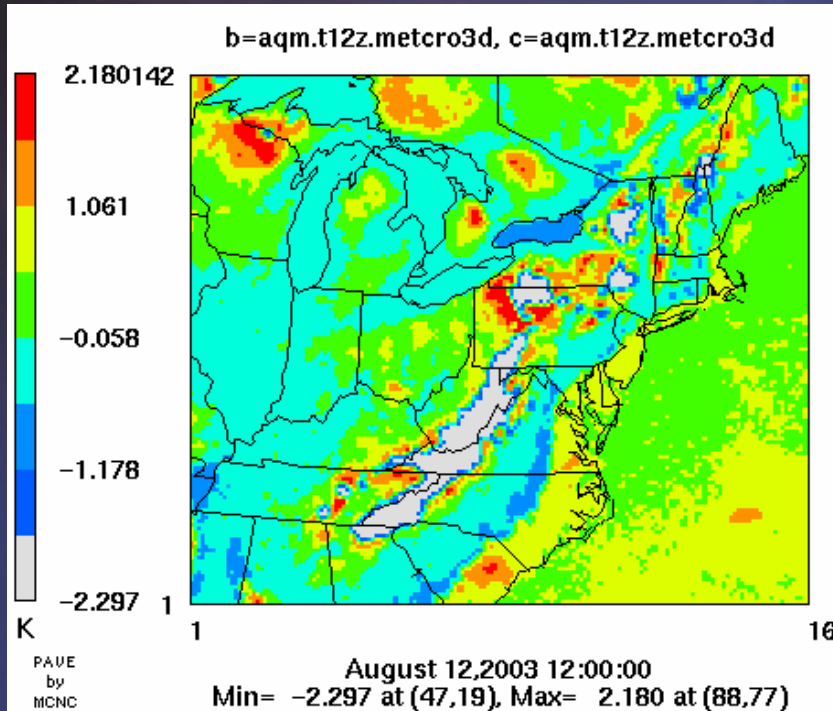 b=aqm.t12z.metcro3d, c=aqm.t12z.metcro3d
2.180
142
1.061
-0.058
-1.178
-2.297
1
K
1
16
PAVE
by
MCNC
August 12,2003 12:00:00
Min= -2.297 at (47,19), Max= 2.180 at (88,77)